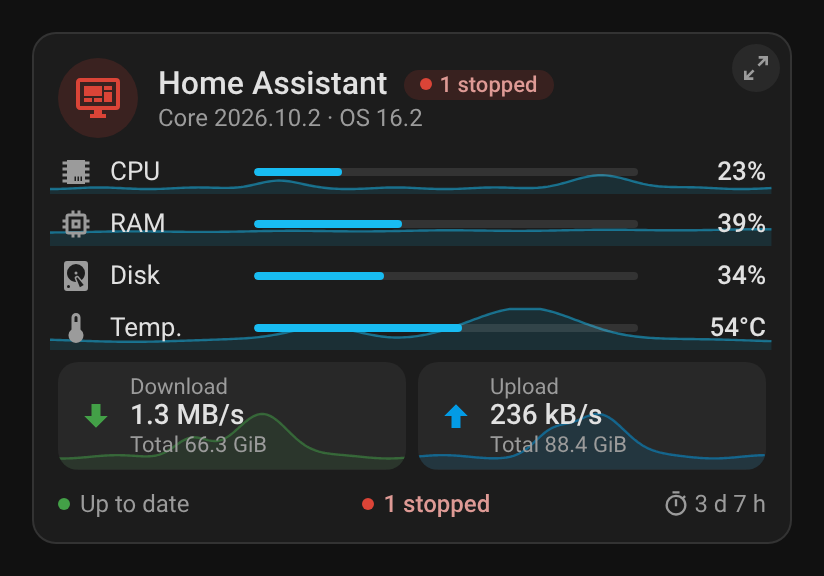 Home Assistant
1 stopped
Core 2026.10.2 · OS 16.2
CPU 23%
RAM 39%
Disk 34%
Temp. 54°C
Download
1.3 MB/s
Total 66.3 GiB
Upload
236 kB/s
Total 88.4 GiB
Up to date
1 stopped
3 d 7 h